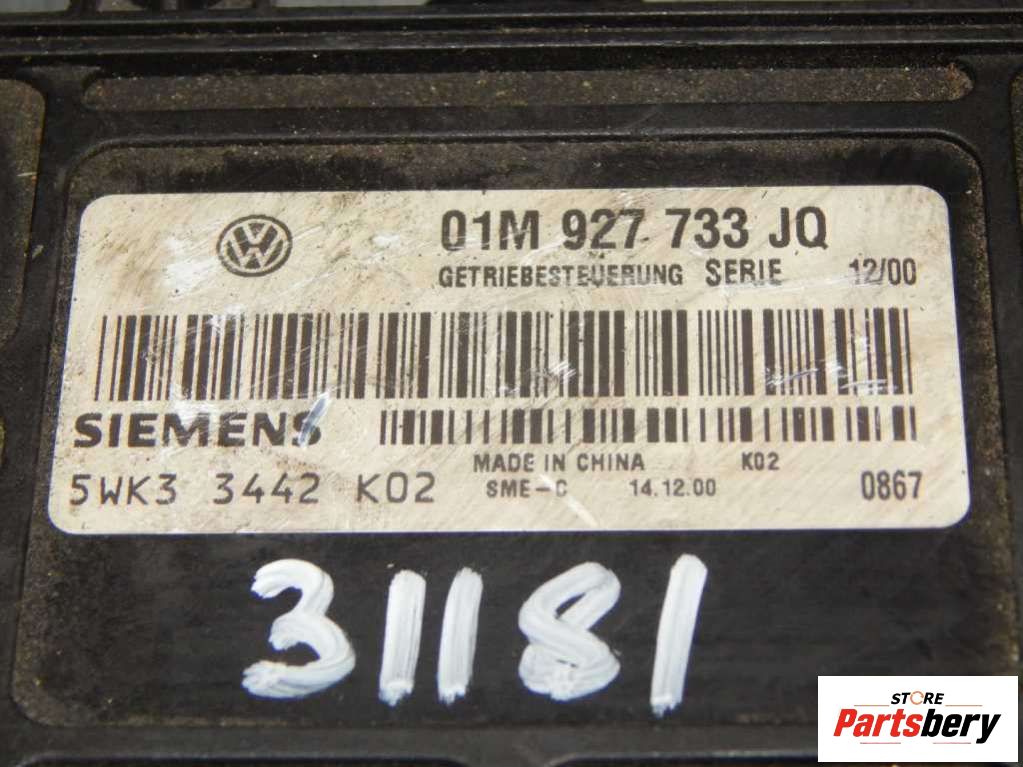 01M 927 733 JQ
GETRIEBESTEUERUNG SERIE 12/00
SIEMENS
MADE IN CHINA K02
5WK3 3442 K02 SME-C 14.12.00 0867
31181
STORE
Partsbery